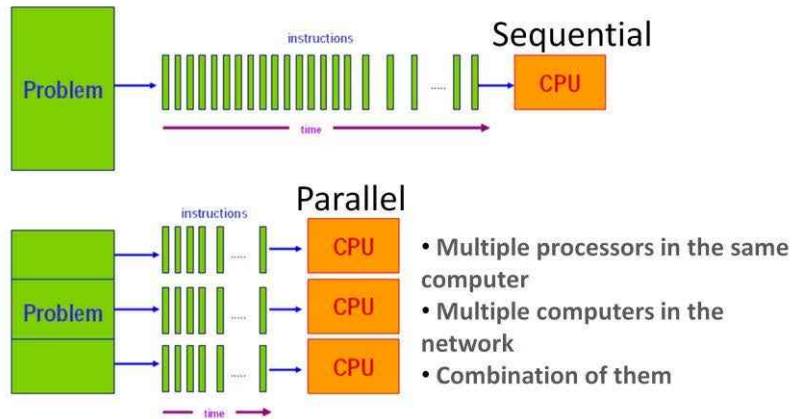 Sequential
instructions
Problem
.....
CPU
time
Parallel
instructions
.....
CPU
Problem
.....
CPU
.....
CPU
time
• Multiple processors in the same
computer
• Multiple computers in the
network
• Combination of them